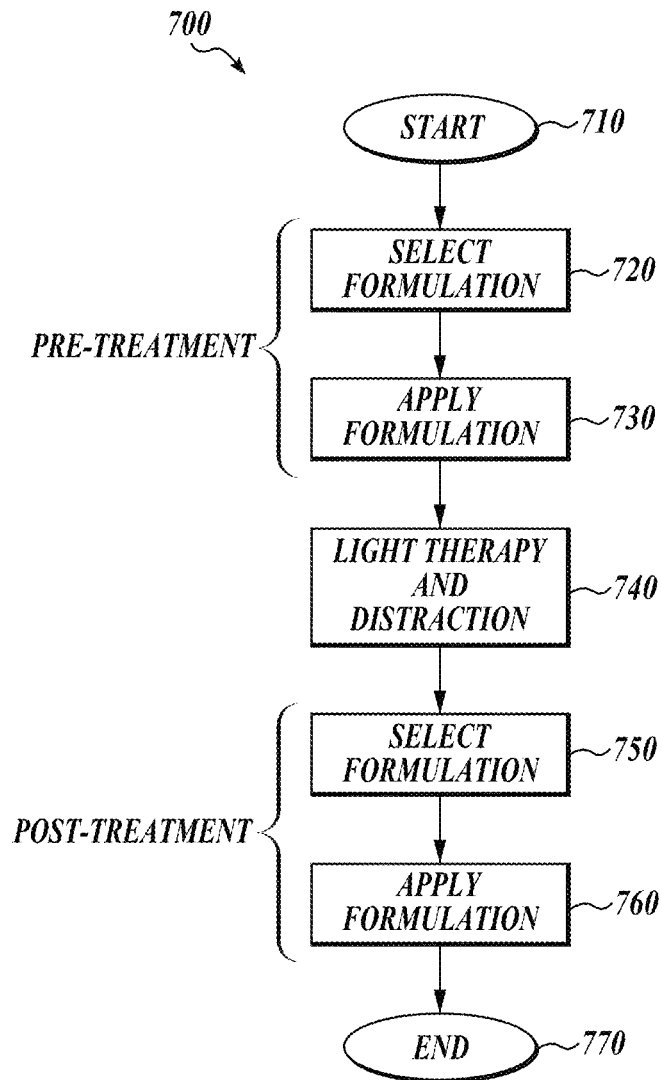 700
START
710
SELECT
FORMULATION
720
PRE-TREATMENT
APPLY
FORMULATION
730
LIGHT THERAPY
AND
DISTRACTION
740
SELECT
FORMULATION
750
POST-TREATMENT
APPLY
FORMULATION
760
END
770